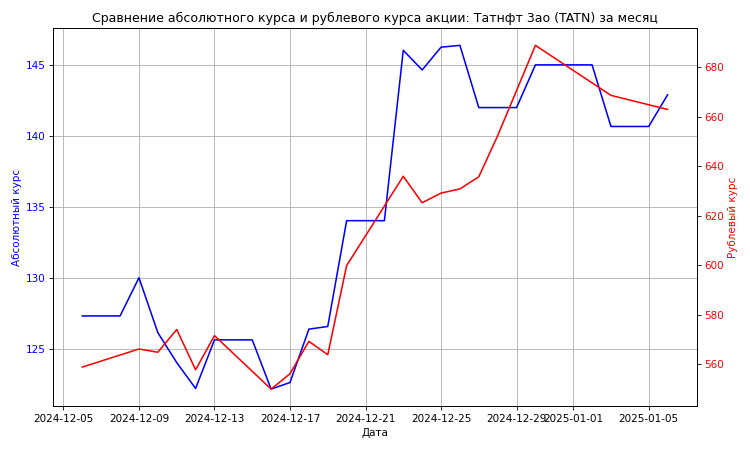 Сравнение абсолютного курса и рублевого курса акции: Татнфт 3ао (TATN) за месяц
Абсолютный курс
145
140
135
130
125
680
660
640
620
600
580
560
Рублевый курс
2024-12-05 2024-12-09 2024-12-13 2024-12-17 2024-12-21 2024-12-25 2024-12-29 2025-01-01 2025-01-05
Дата